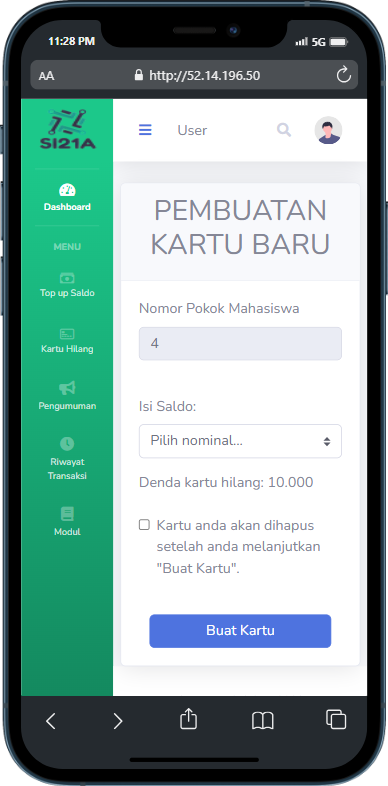 11:28 PM
5G
AA
http://52.14.196.50
SI21A
User
Dashboard
MENU
Top up Saldo
Kartu Hilang
Pengumuman
Riwayat
Transaksi
Modul
PEMBUATAN
KARTU BARU
Nomor Pokok Mahasiswa
4
Isi Saldo:
Pilih nominal...
Denda kartu hilang: 10.000
Kartu anda akan dihapus
setelah anda melanjutkan
"Buat Kartu".
Buat Kartu